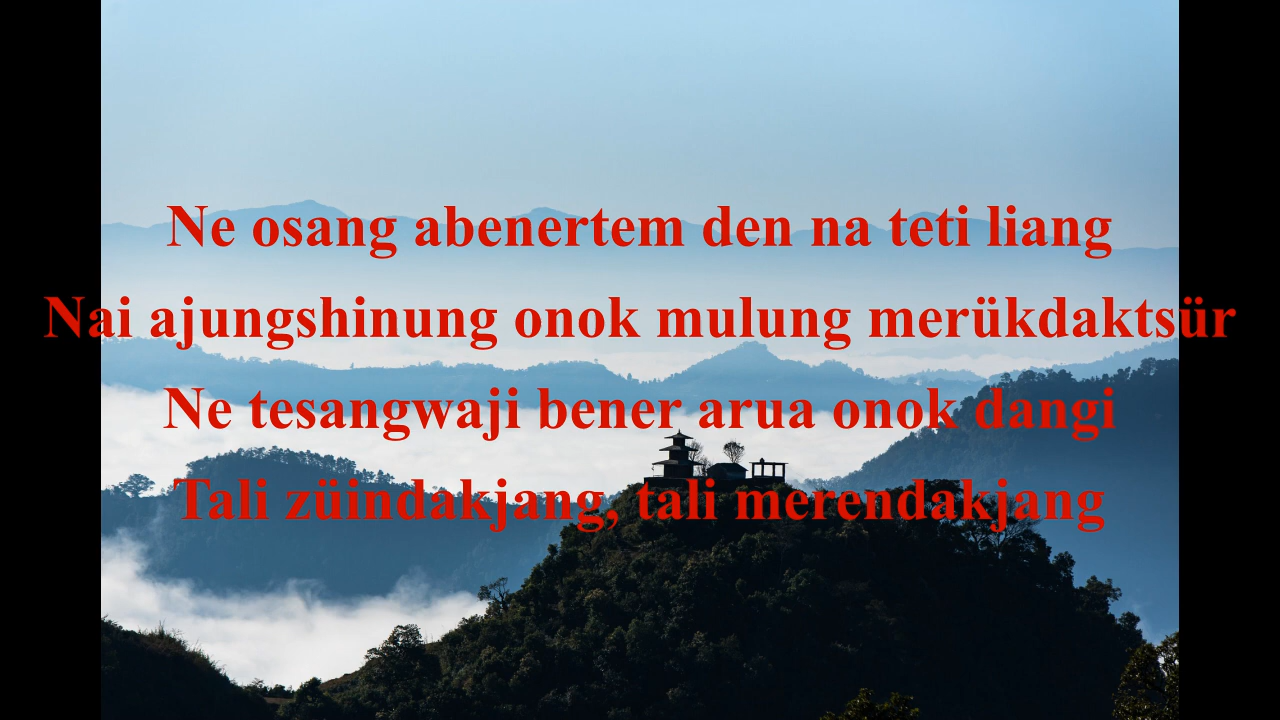 Ne osang abenertem den na teti liang
Nai ajungshinung onok mulung merükdaktsür
Ne tesangwaji bener arua onok dangi
Tali züindakjang, tali merendakjang